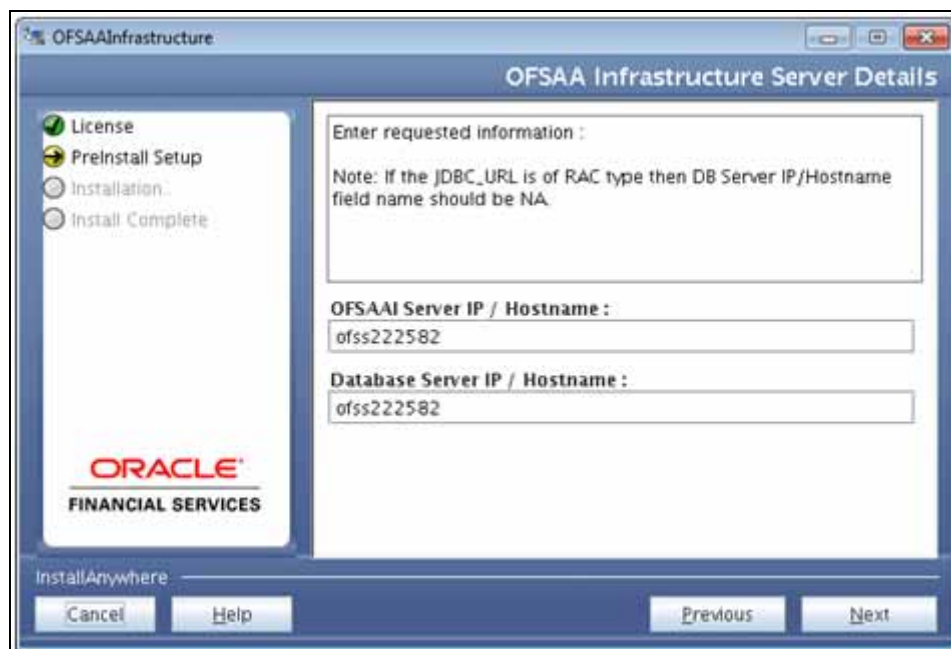 OFSAAInfrastructure
OFSAA Infrastructure Server Details
License
PreInstall Setup
Installation..
Install Complete
ORACLE
FINANCIAL SERVICES
Enter requested information :
Note: If the JDBC_URL is of RAC type then DB Server IP/Hostname
field name should be NA.
OFSAAI Server IP / Hostname :
ofss222582
Database Server IP / Hostname :
ofss222582
InstallAnywhere
Cancel
Help
Previous
Next